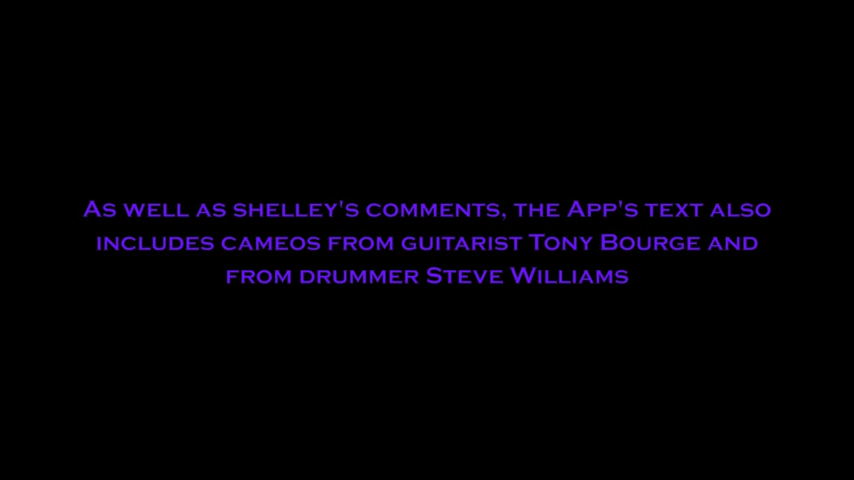 As well as shelley's comments, the App's text also
includes cameos from guitarist Tony Bourge and
from drummer Steve Williams